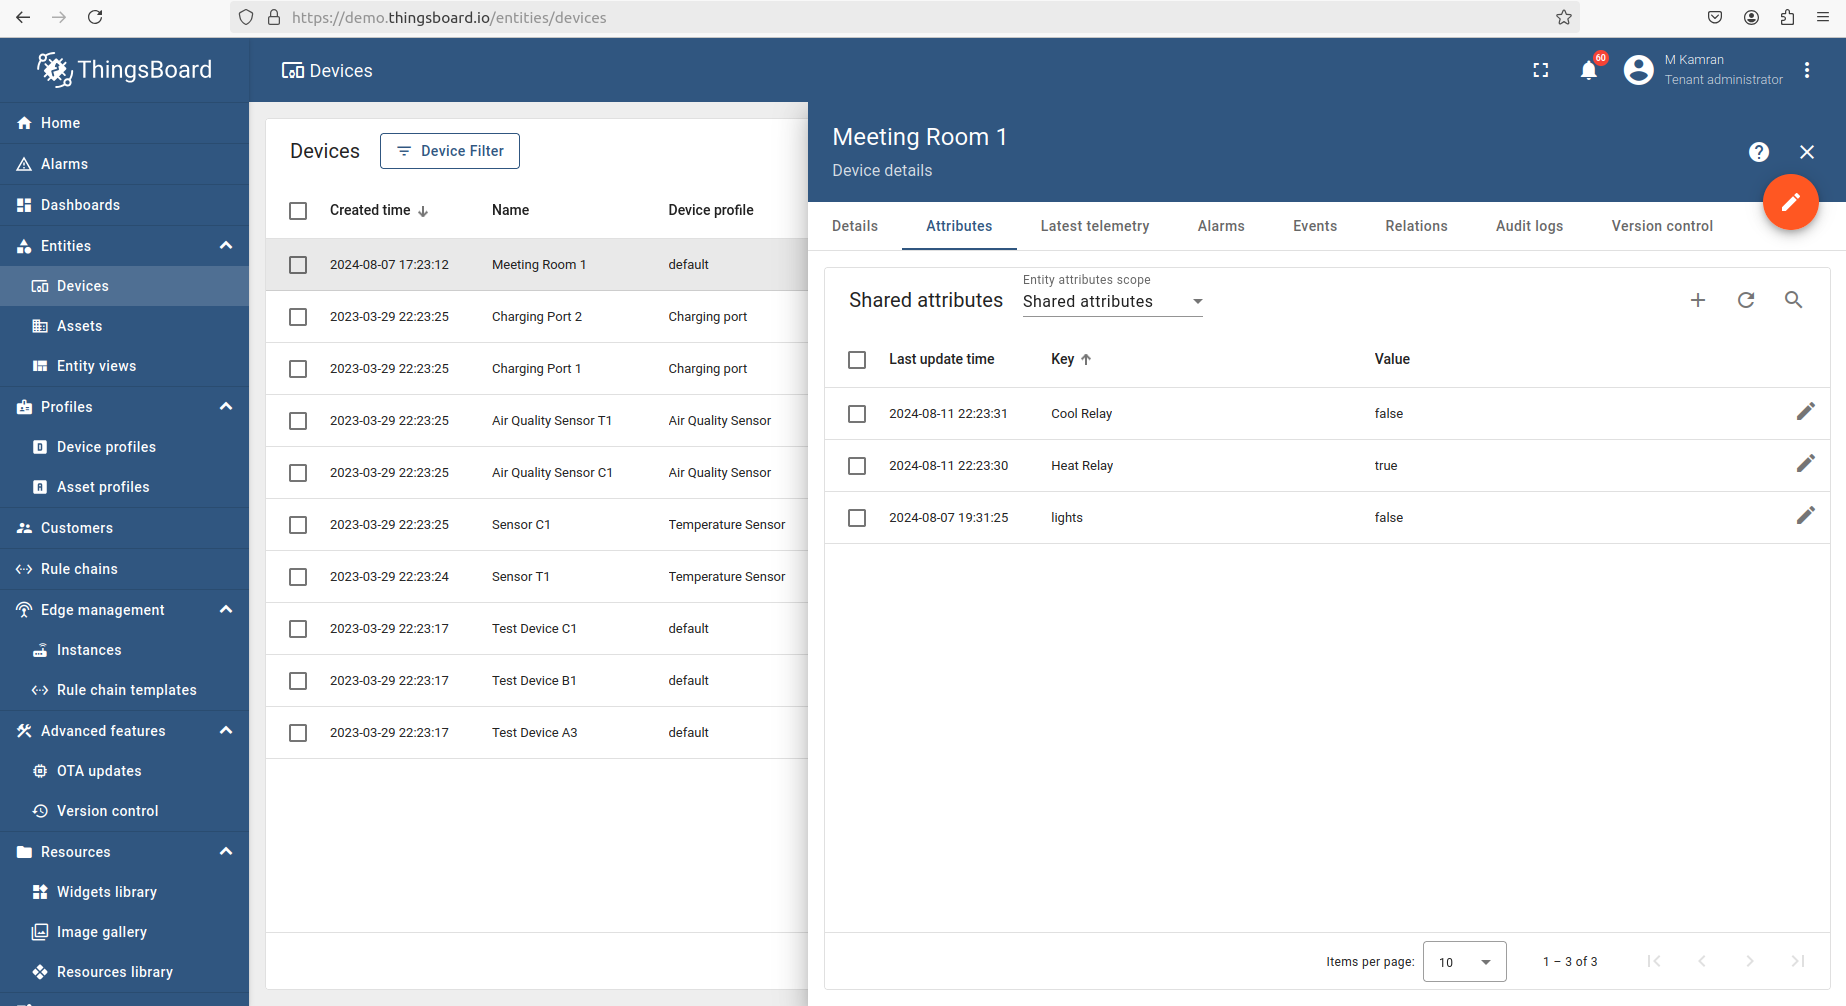 https://demo.thingsboard.io/entities/devices
ThingsBoard
Devices
60
M Kamran
Tenant administrator
Home
Alarms
Dashboards
Entities
Devices
Assets
Entity views
Profiles
Device profiles
Asset profiles
Customers
Rule chains
Edge management
Instances
Rule chain templates
Advanced features
OTA updates
Version control
Resources
Widgets library
Image gallery
Resources library
Devices
Device Filter
Created time Name Device profile
2024-08-07 17:23:12 Meeting Room 1 default
2023-03-29 22:23:25 Charging Port 2 Charging port
2023-03-29 22:23:25 Charging Port 1 Charging port
2023-03-29 22:23:25 Air Quality Sensor T1 Air Quality Sensor
2023-03-29 22:23:25 Air Quality Sensor C1 Air Quality Sensor
2023-03-29 22:23:25 Sensor C1 Temperature Sensor
2023-03-29 22:23:24 Sensor T1 Temperature Sensor
2023-03-29 22:23:17 Test Device C1 default
2023-03-29 22:23:17 Test Device B1 default
2023-03-29 22:23:17 Test Device A3 default
Meeting Room 1
Device details
Details Attributes Latest telemetry Alarms Events Relations Audit logs Version control
Entity attributes scope
Shared attributes Shared attributes
Last update time Key Value
2024-08-11 22:23:31 Cool Relay false
2024-08-11 22:23:30 Heat Relay true
2024-08-07 19:31:25 lights false
Items per page: 10 1 – 3 of 3